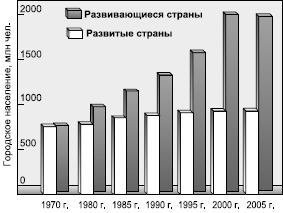 2000
Развивающиеся страны
Развитые страны
1500
1000
500
0
Городское население, млн чел.
1970 г, 1980 г, 1985 г, 1990 г, 1995 г, 2000 г, 2005 г,